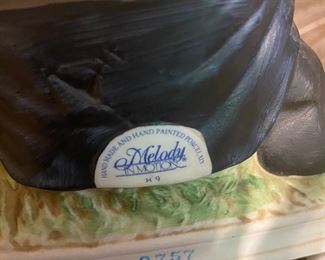 HAND MADE AND HAND PAINTED PORCELAIN
Melody
IN MOTION
H 9